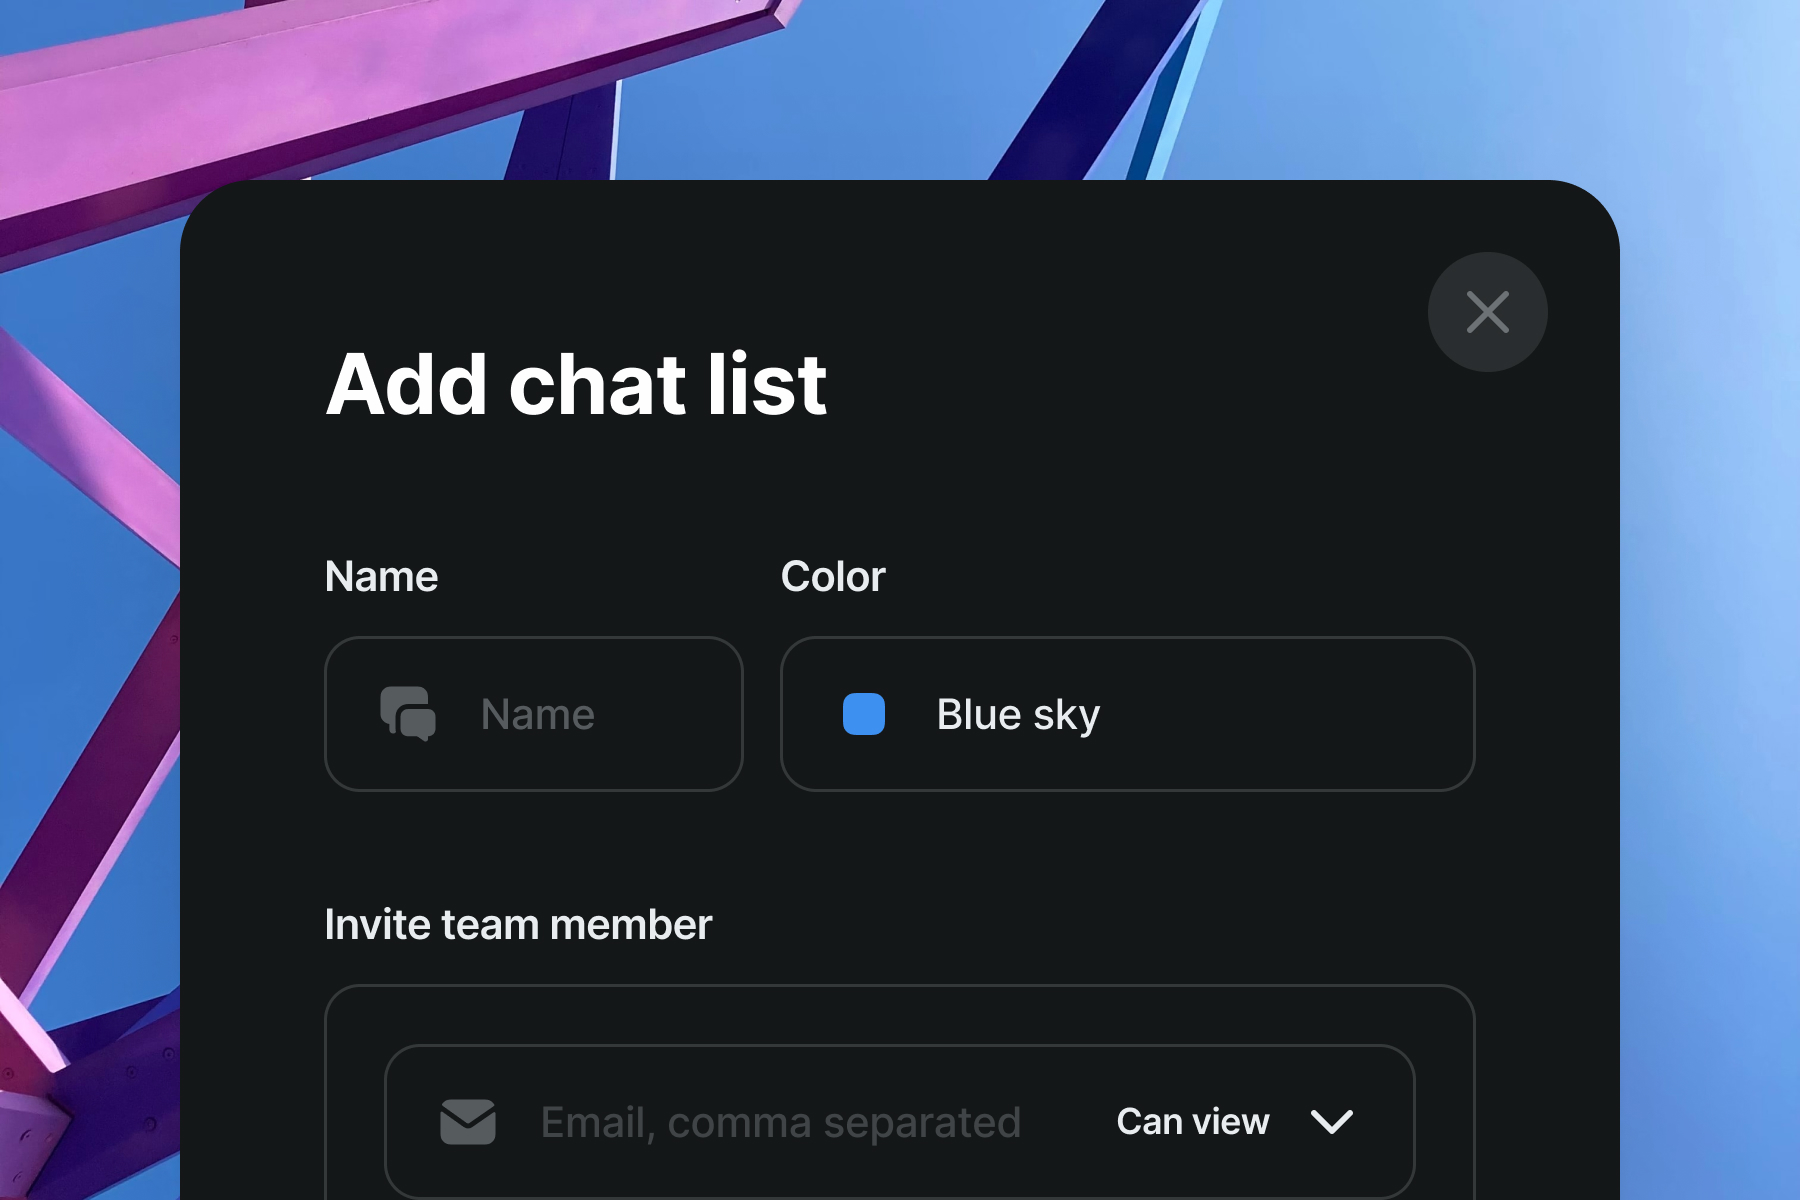 Add chat list
Name
Color
Name
Blue sky
Invite team member
Email, comma separated
Can view